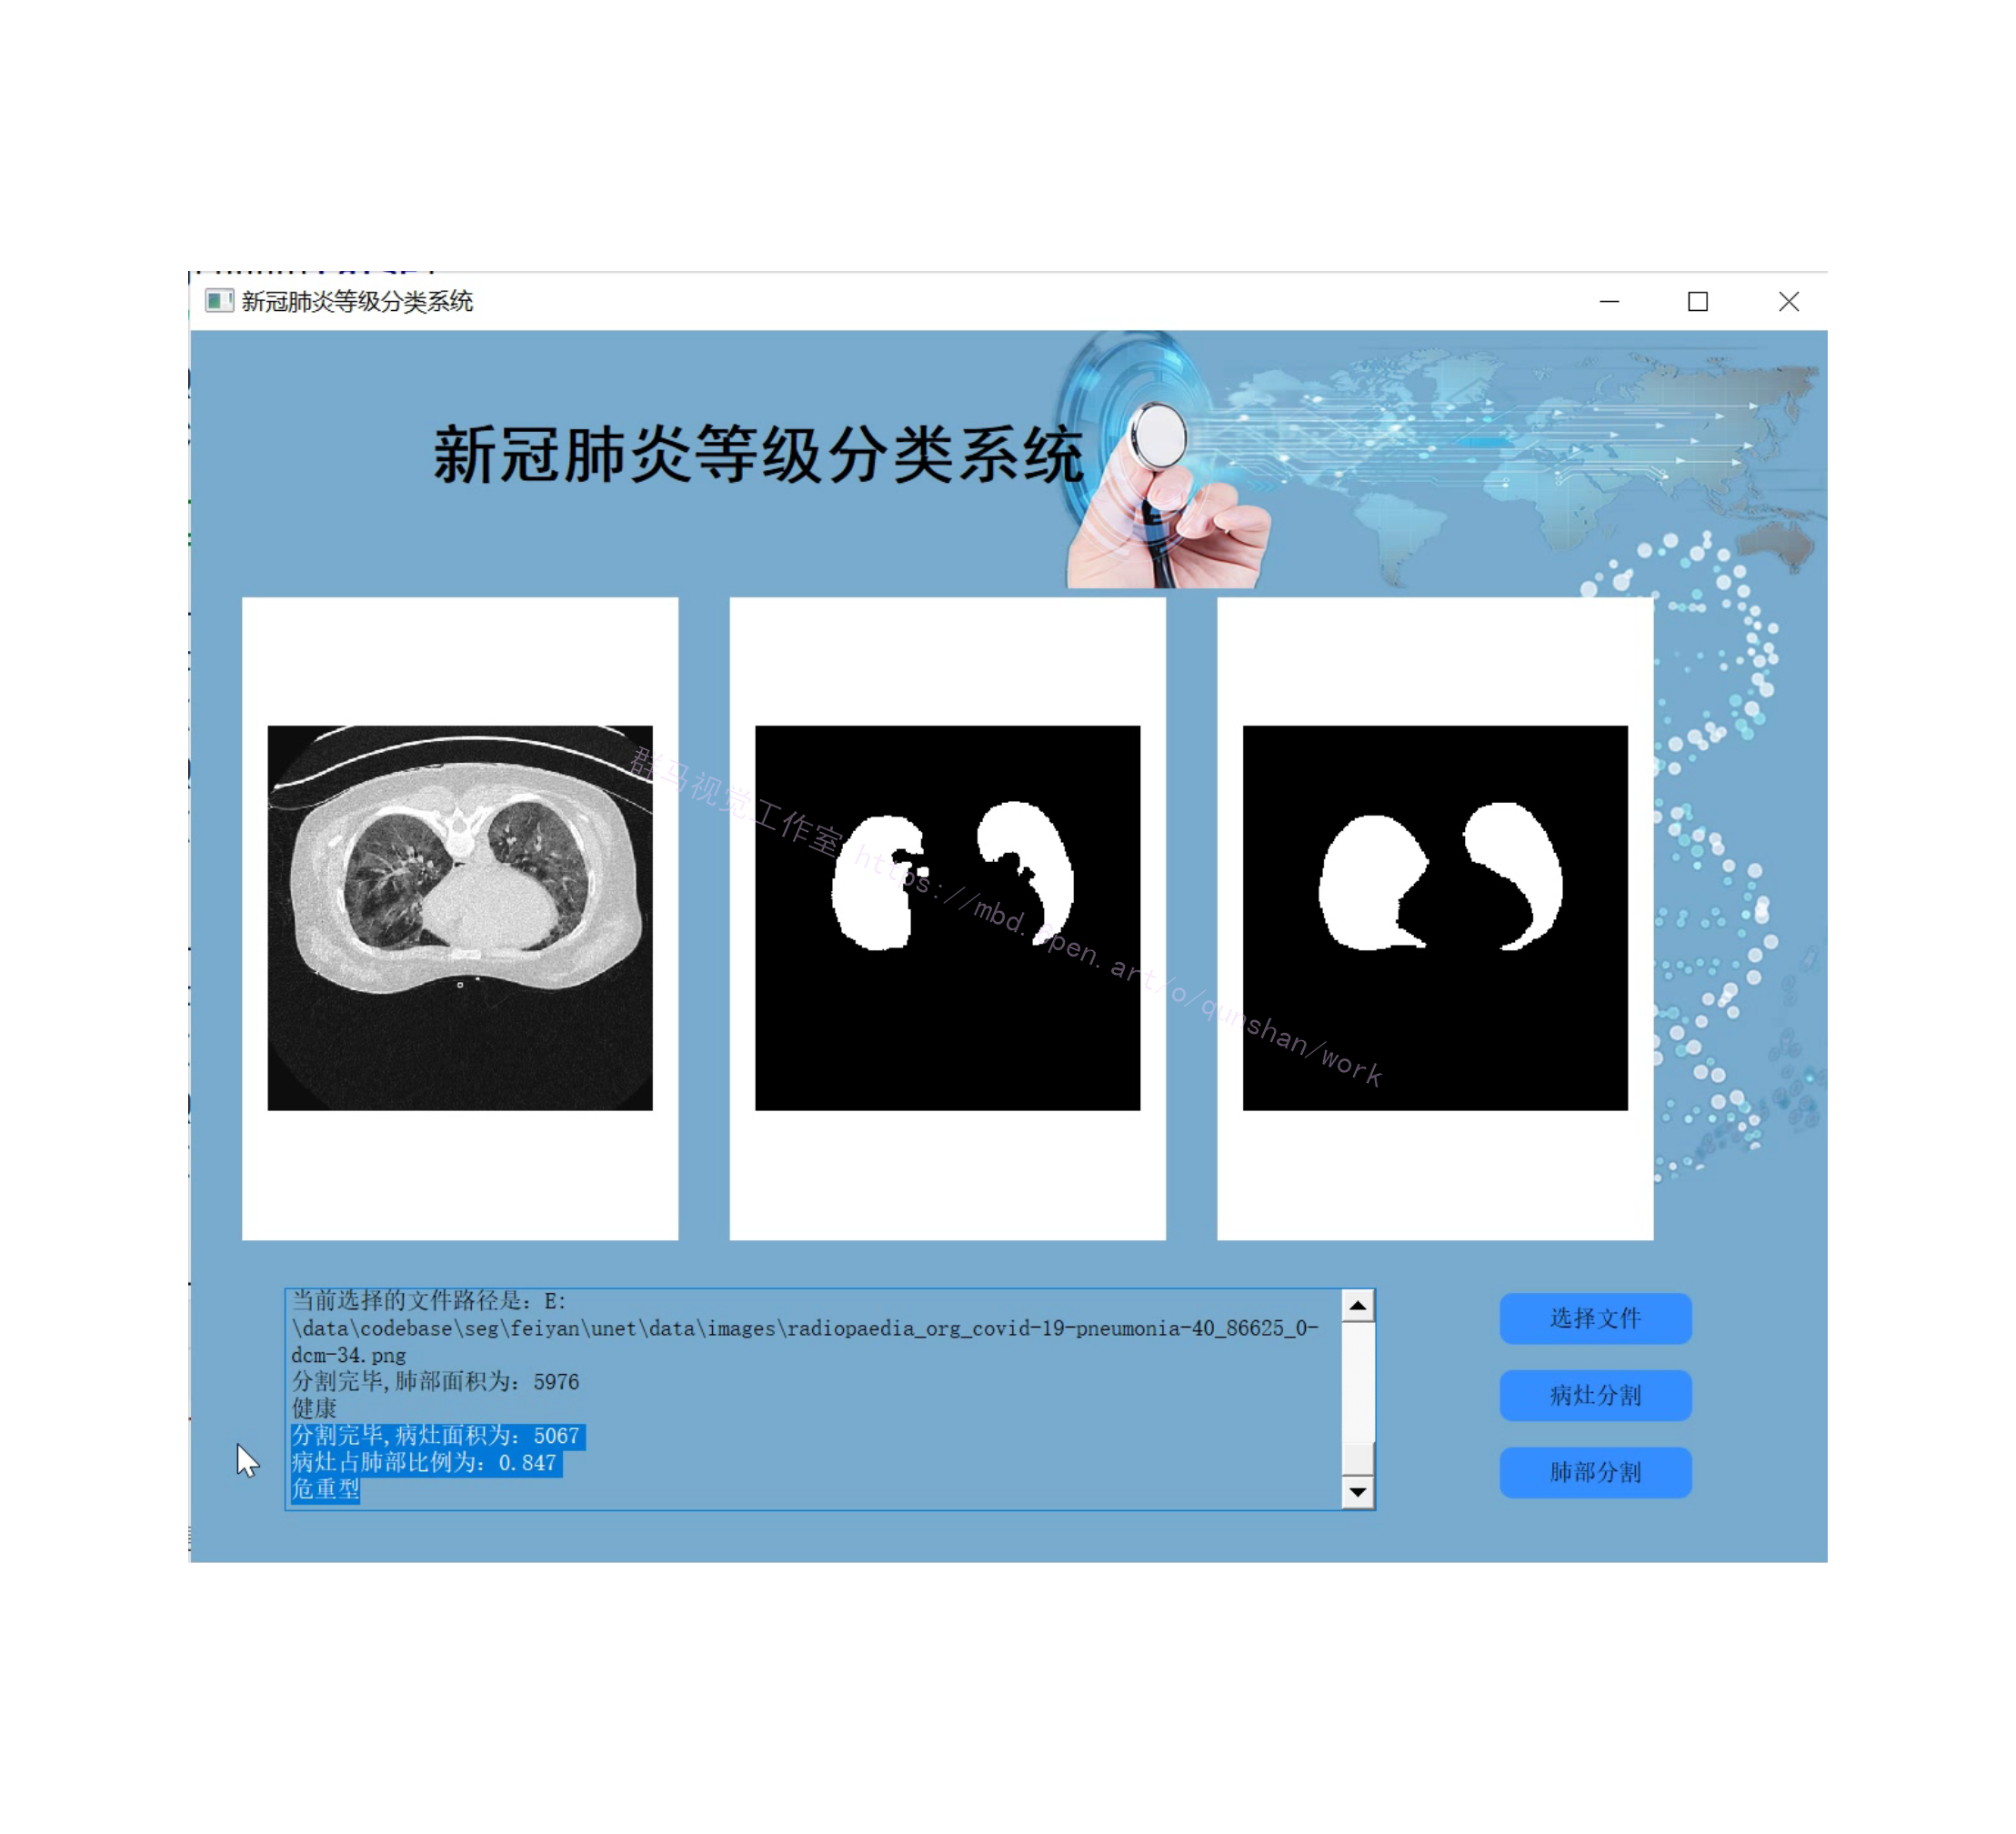 新冠肺炎等级分类系统
新冠肺炎等级分类系统
群马视觉工作室 https://mbd.pen.art/o/qunshan/work
当前选择的文件路径是：E:
\data\codebase\seg\feiyan\unet\data\images\radiopaedia_org_covid-19-pneumonia-40_86625_0-
dcm-34.png
分割完毕,肺部面积为：5976
健康
分割完毕,病灶面积为：5067
病灶占肺部比例为：0.847
危重型
选择文件
病灶分割
肺部分割